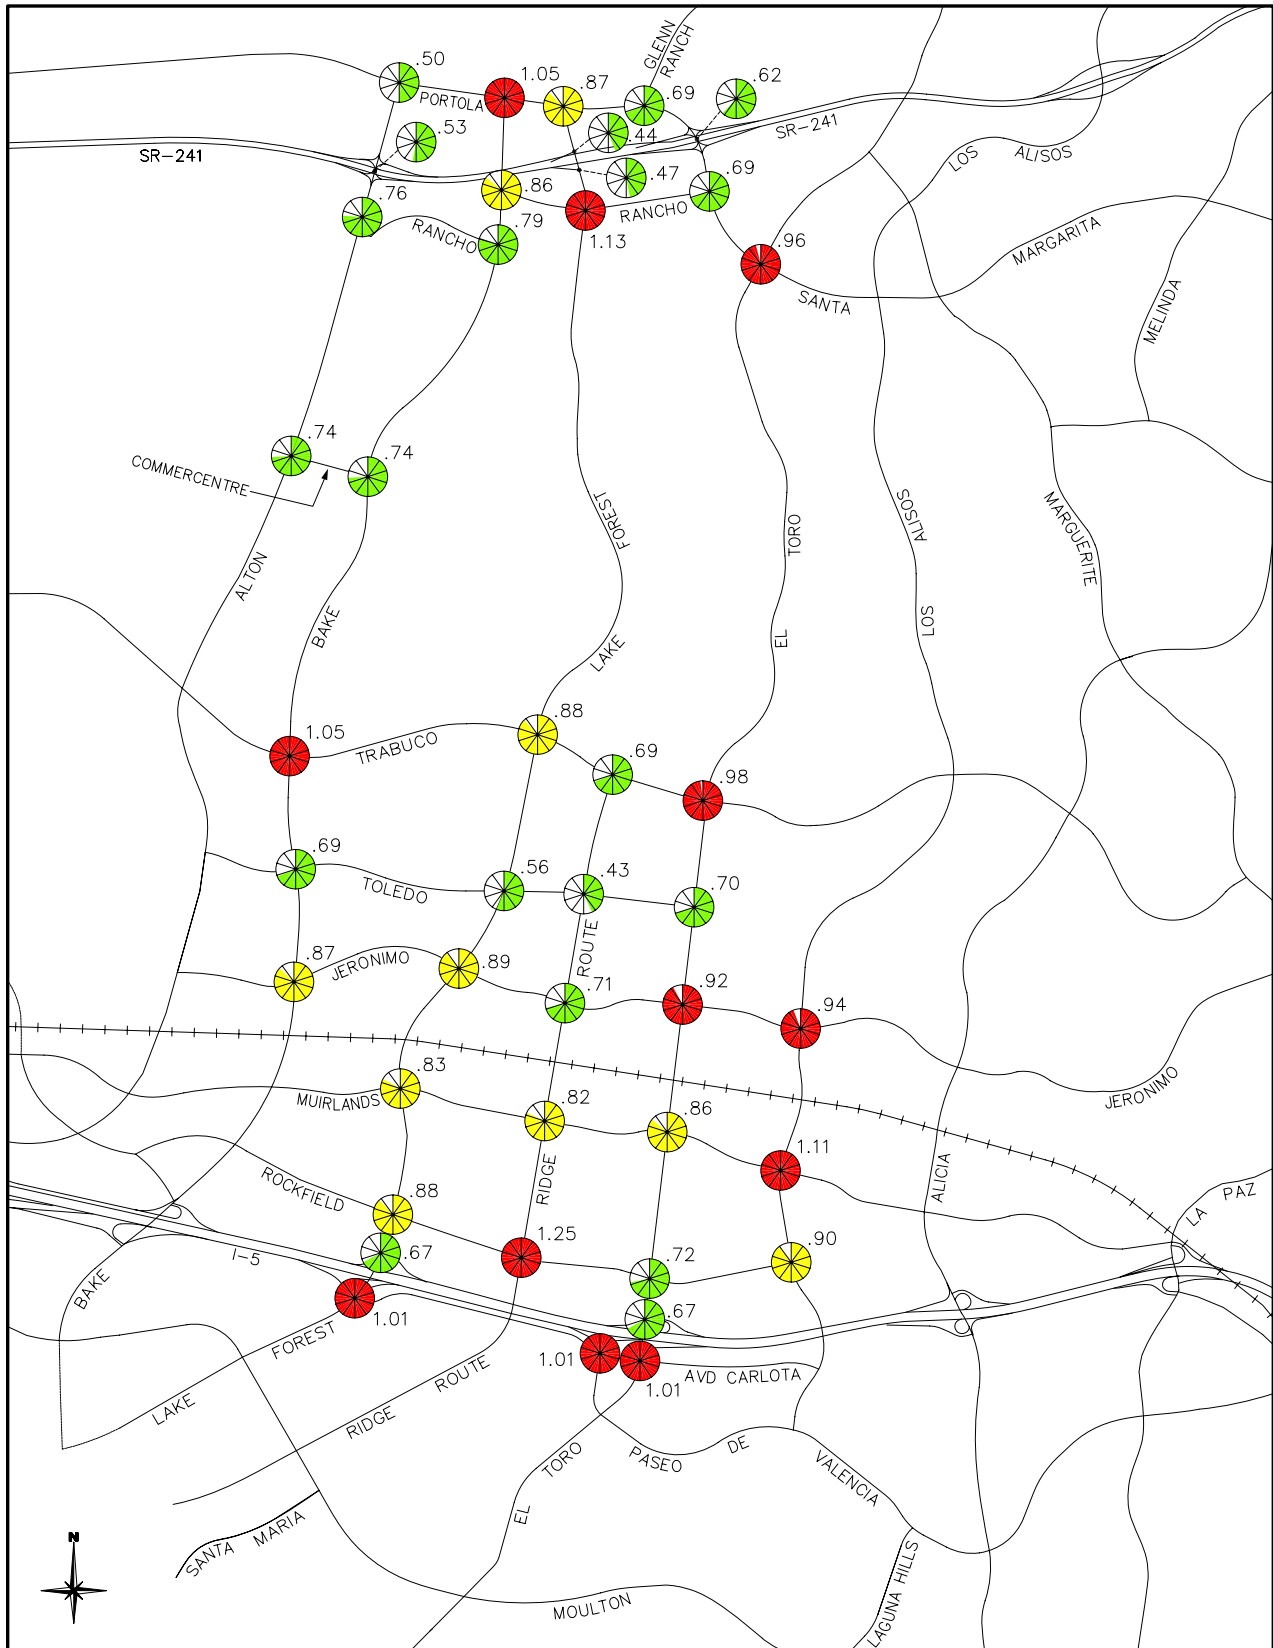 .50
1.05
.87
GLENN
RANCH
.69
.62
PORTOLA
.53
.44
SR-241
SR-241
.47
.69
.86
.76
RANCHO
.79
RANCHO
1.13
.96
LOS
ALISOS
MARGARITA
SANTA
MELINDA
.74
.74
COMMERCENTRE
FOREST
TORO
ALISOS
MARGUERITE
ALTON
BAKE
LAKE
EL
LOS
.88
1.05
TRABUCO
.69
.98
.69
TOLEDO
.56
.43
.70
.87
JERONIMO
.89
ROUTE
.71
.92
.94
MUIRLANDS
.83
.82
.86
JERONIMO
1.11
ROCKFIELD
.88
RIDGE
ALICIA
LA PAZ
I-5
.67
1.25
.72
.90
BAKE
1.01
FOREST
.67
1.01
1.01
AVD CARLOTA
LAKE
ROUTE
RIDGE
TORO
PASEO
DE
VALENCIA
EL
SANTA
MARIA
N
MOULTON
LAGUNA HILLS